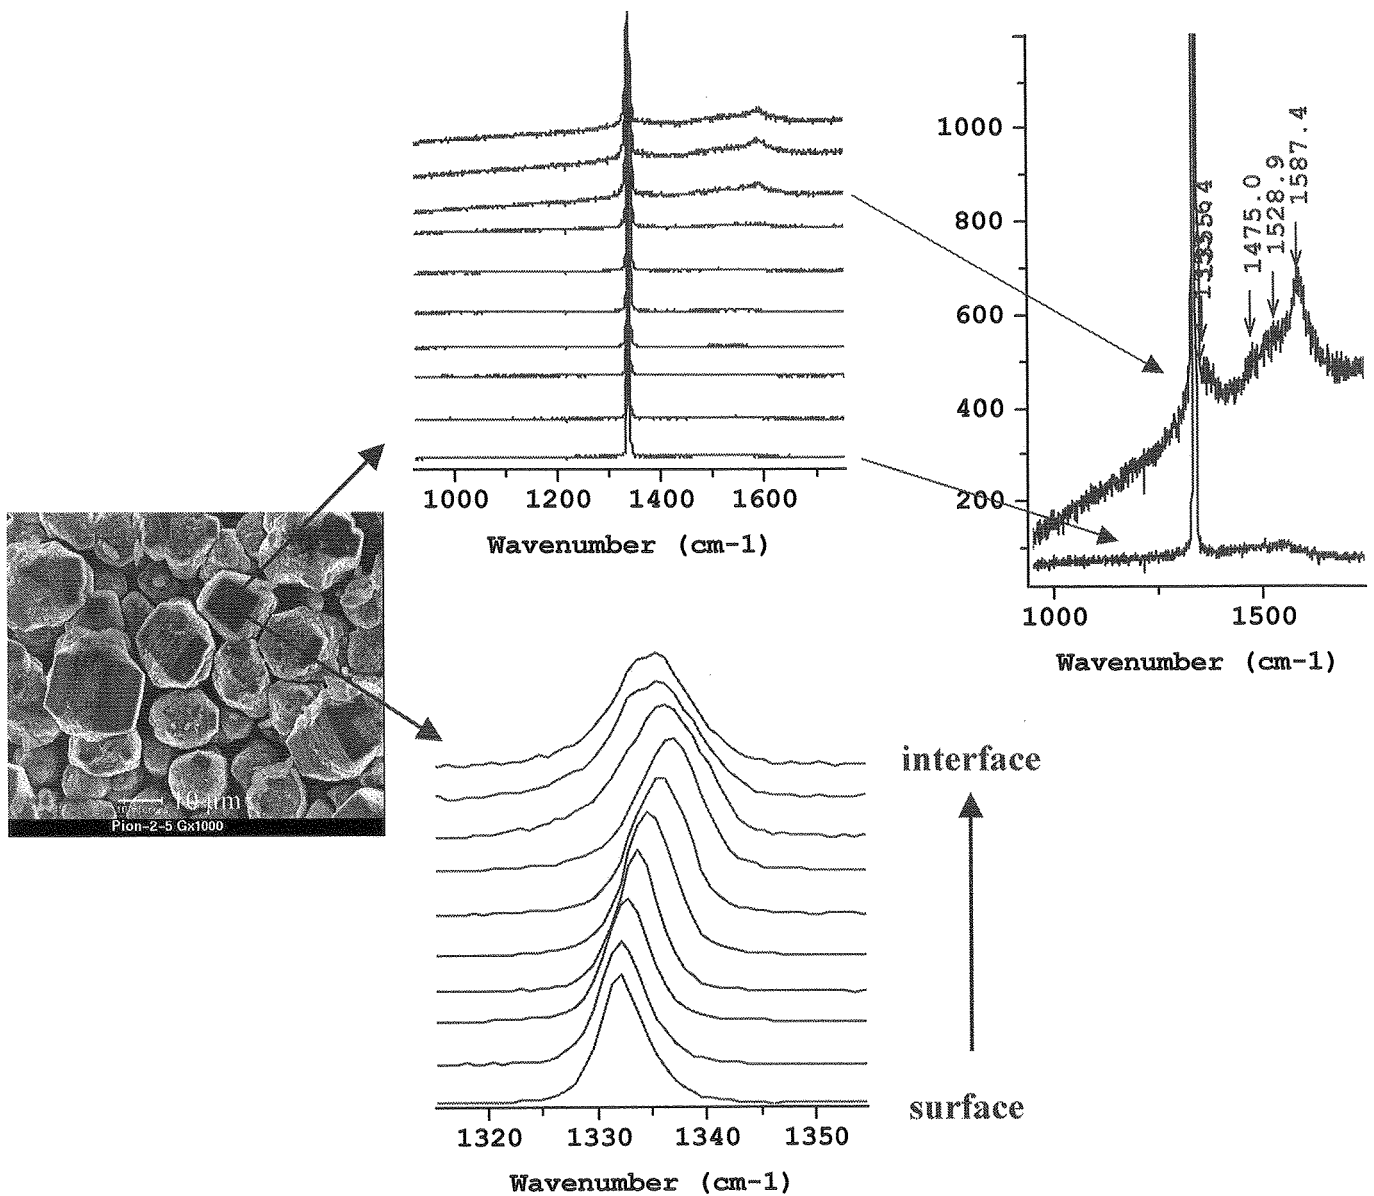 1000 1200 1400 1600
Wavenumber (cm-1)
1000
800
600
400
200
1475.0
1528.9
1587.4
1000 1500
Wavenumber (cm-1)
10 μm
Pion-2-5 Gx1000
interface
surface
1320 1330 1340 1350
Wavenumber (cm-1)